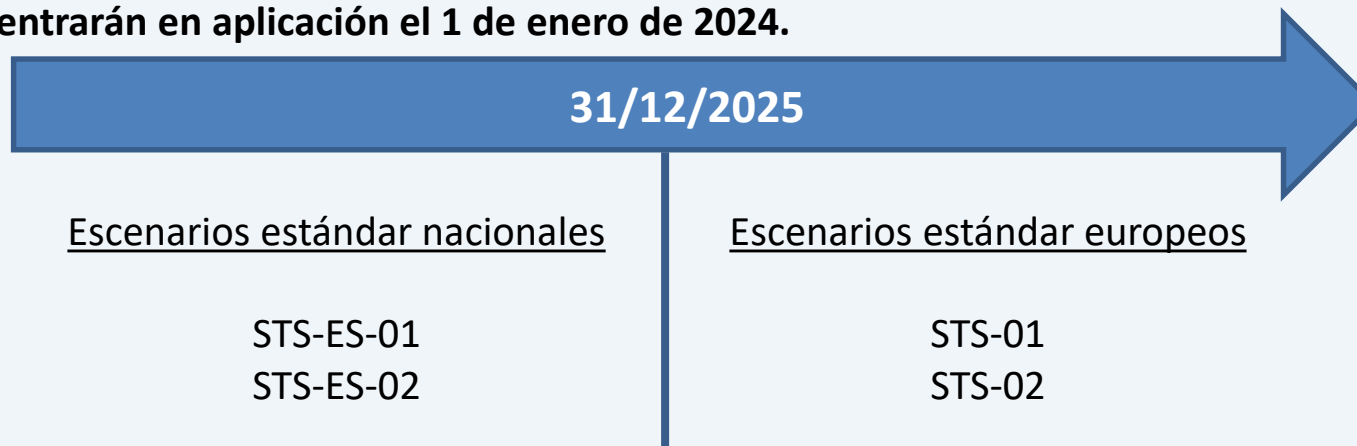 entrarán en aplicación el 1 de enero de 2024.
31/12/2025
Escenarios estándar nacionales
Escenarios estándar europeos
STS-ES-01
STS-01
STS-ES-02
STS-02